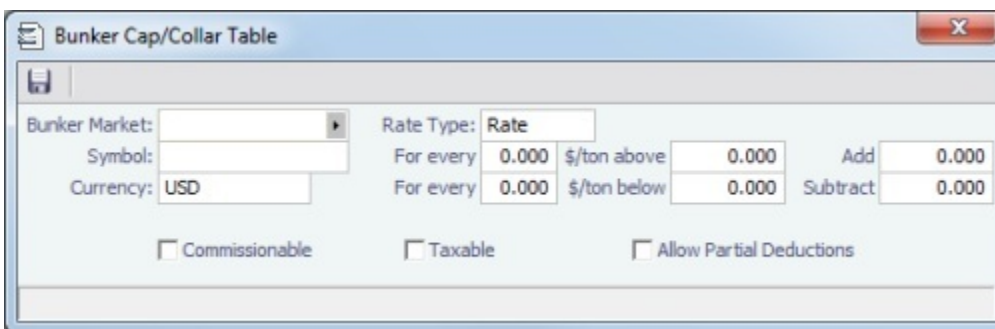 Bunker Cap/Collar Table
Bunker Market: Rate Type: Rate
Symbol: For every 0.000 $/ton above 0.000 Add 0.000
Currency: USD For every 0.000 $/ton below 0.000 Subtract 0.000
Commissionable Taxable Allow Partial Deductions